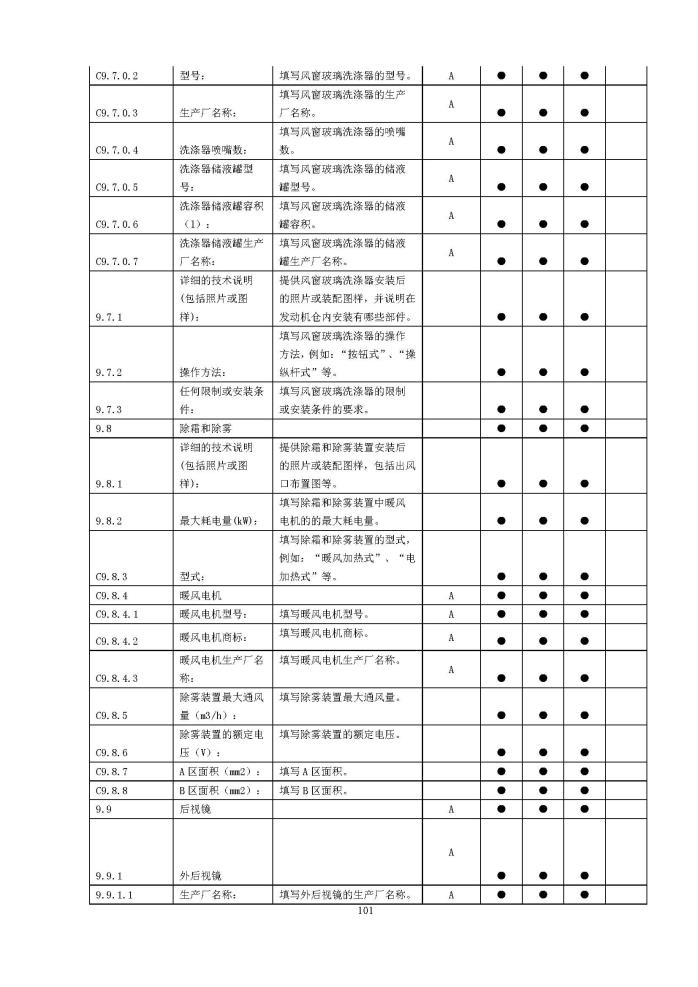 C9.7.0.2 型号： 填写风窗玻璃洗涤器的型号。 A ● ● ●
填写风窗玻璃洗涤器的生产
C9.7.0.3 生产厂名称： 厂名称。 A ● ● ●
填写风窗玻璃洗涤器的喷嘴
C9.7.0.4 洗涤器喷嘴数： 数。 A ● ● ●
洗涤器储液罐型 填写风窗玻璃洗涤器的储液
C9.7.0.5 号： 罐型号。 A ● ● ●
洗涤器储液罐容积 填写风窗玻璃洗涤器的储液
C9.7.0.6 （l）： 罐容积。 A ● ● ●
洗涤器储液罐生产 填写风窗玻璃洗涤器的储液
C9.7.0.7 厂名称： 罐生产厂名称。 A ● ● ●
详细的技术说明 提供风窗玻璃洗涤器安装后
(包括照片或图 的照片或装配图样，并说明在
9.7.1 样)： 发动机仓内安装有哪些部件。 ● ● ●
填写风窗玻璃洗涤器的操作
方法，例如：“按钮式”、“操
9.7.2 操作方法： 纵杆式”等。 ● ● ●
任何限制或安装条 填写风窗玻璃洗涤器的限制
9.7.3 件： 或安装条件的要求。 ● ● ●
9.8 除霜和除雾 ● ● ●
详细的技术说明 提供除霜和除雾装置安装后
(包括照片或图 的照片或装配图样，包括出风
9.8.1 样)： 口布置图等。 ● ● ●
填写除霜和除雾装置中暖风
9.8.2 最大耗电量(kW)： 电机的的最大耗电量。 ● ● ●
填写除霜和除雾装置的型式，
例如：“暖风加热式”、“电
C9.8.3 型式： 加热式”等。 ● ● ●
C9.8.4 暖风电机 A ● ● ●
C9.8.4.1 暖风电机型号： 填写暖风电机型号。 A ● ● ●
C9.8.4.2 暖风电机商标： 填写暖风电机商标。 A ● ● ●
暖风电机生产厂名 填写暖风电机生产厂名称。
C9.8.4.3 称： A ● ● ●
除雾装置最大通风 填写除雾装置最大通风量。
C9.8.5 量（m3/h）： ● ● ●
除雾装置的额定电 填写除雾装置的额定电压。
C9.8.6 压（V）： ● ● ●
C9.8.7 A区面积（mm2）： 填写A区面积。 ● ● ●
C9.8.8 B区面积（mm2）： 填写B区面积。 ● ● ●
9.9 后视镜 A ● ● ●
9.9.1 外后视镜 A ● ● ●
9.9.1.1 生产厂名称： 填写外后视镜的生产厂名称。 A ● ● ●
101